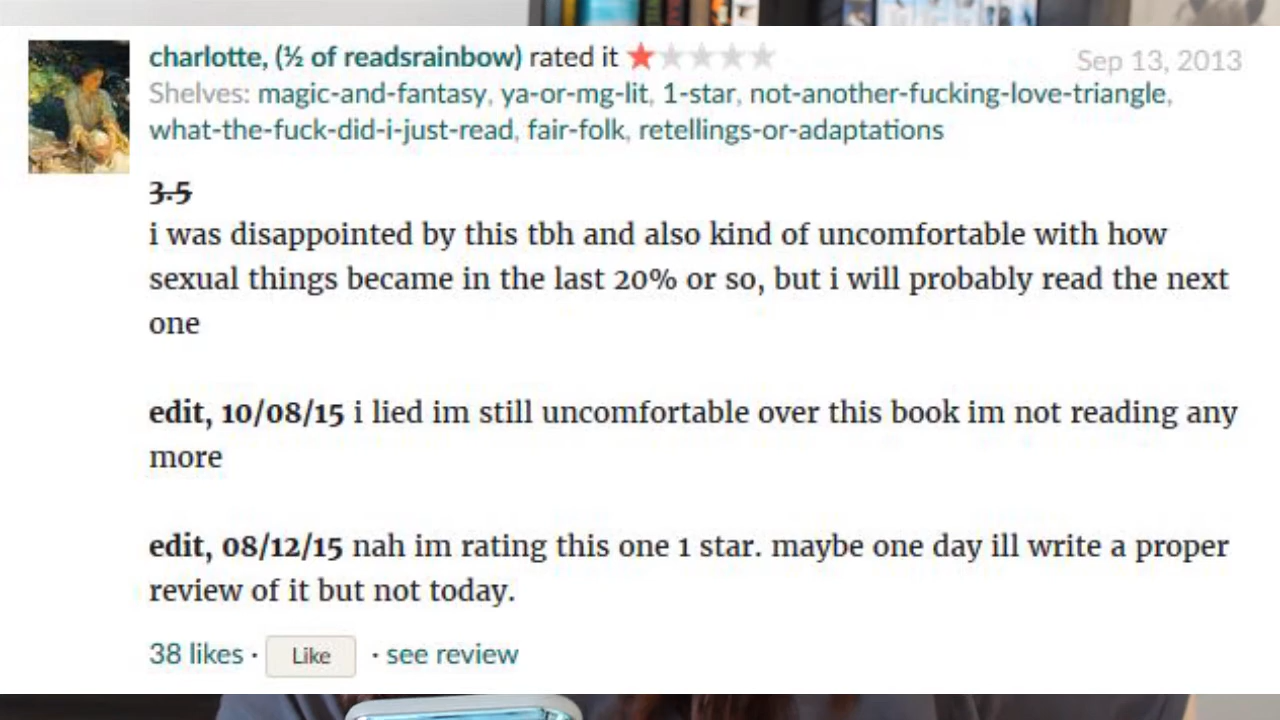 charlotte, (½ of readsrainbow) rated it
Sep 13, 2013
Shelves: magic-and-fantasy, ya-or-mg-lit, 1-star, not-another-fucking-love-triangle,
what-the-fuck-did-i-just-read, fair-folk, retellings-or-adaptations
3.5
i was disappointed by this tbh and also kind of uncomfortable with how
sexual things became in the last 20% or so, but i will probably read the next
one
edit, 10/08/15 i lied im still uncomfortable over this book im not reading any
more
edit, 08/12/15 nah im rating this one 1 star. maybe one day ill write a proper
review of it but not today.
38 likes · Like · see review